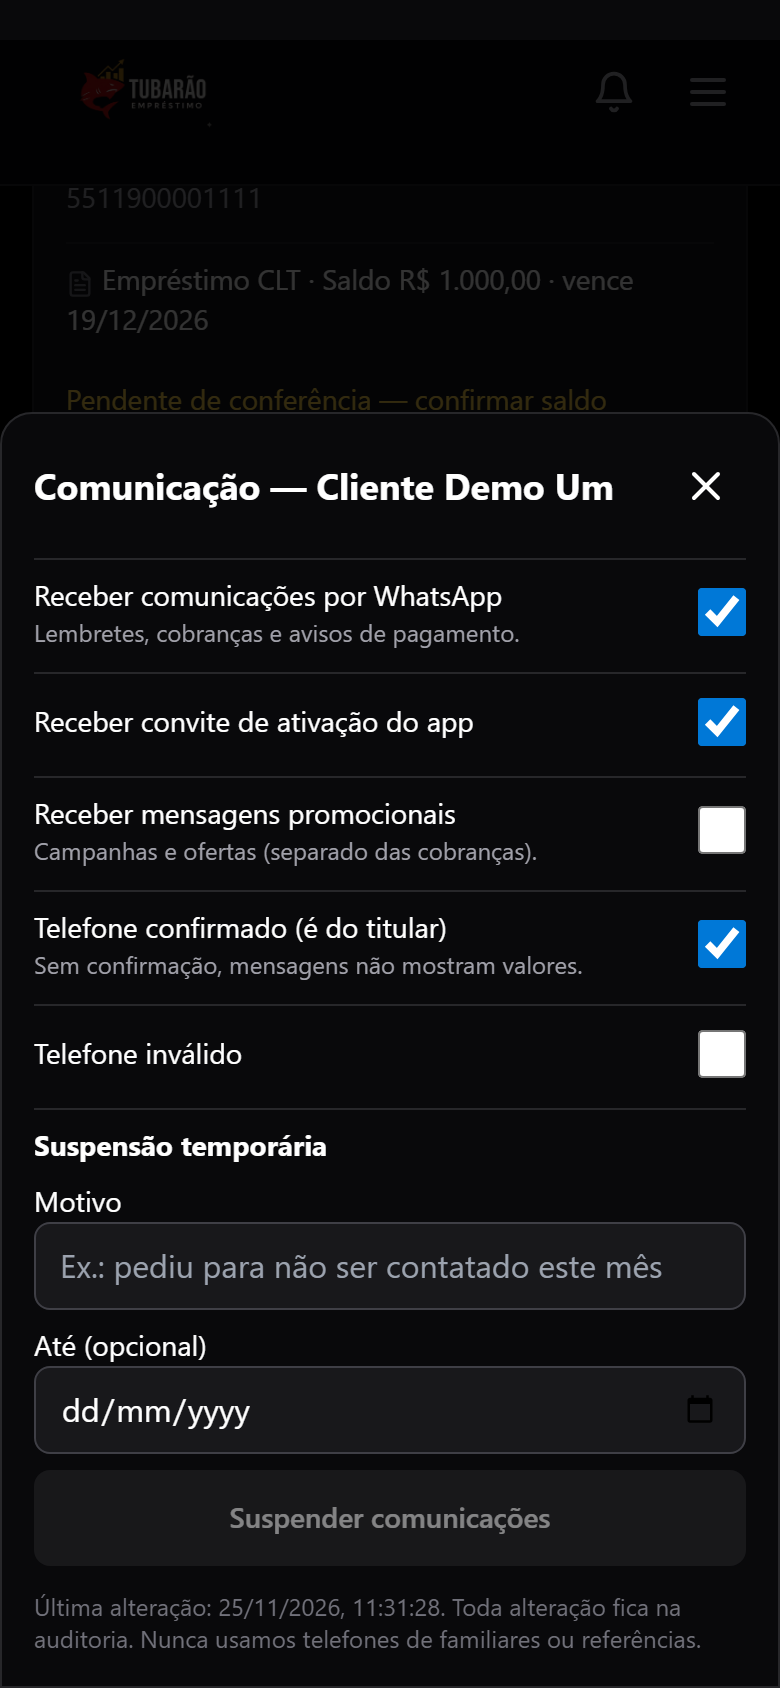 TUBARÃO
EMPRÉSTIMO
5511900001111
Empréstimo CLT · Saldo R$ 1.000,00 · vence
19/12/2026
Pendente de conferência — confirmar saldo
Comunicação — Cliente Demo Um
Receber comunicações por WhatsApp
Lembretes, cobranças e avisos de pagamento.
Receber convite de ativação do app
Receber mensagens promocionais
Campanhas e ofertas (separado das cobranças).
Telefone confirmado (é do titular)
Sem confirmação, mensagens não mostram valores.
Telefone inválido
Suspensão temporária
Motivo
Ex.: pediu para não ser contatado este mês
Até (opcional)
dd/mm/yyyy
Suspender comunicações
Última alteração: 25/11/2026, 11:31:28. Toda alteração fica na
auditoria. Nunca usamos telefones de familiares ou referências.